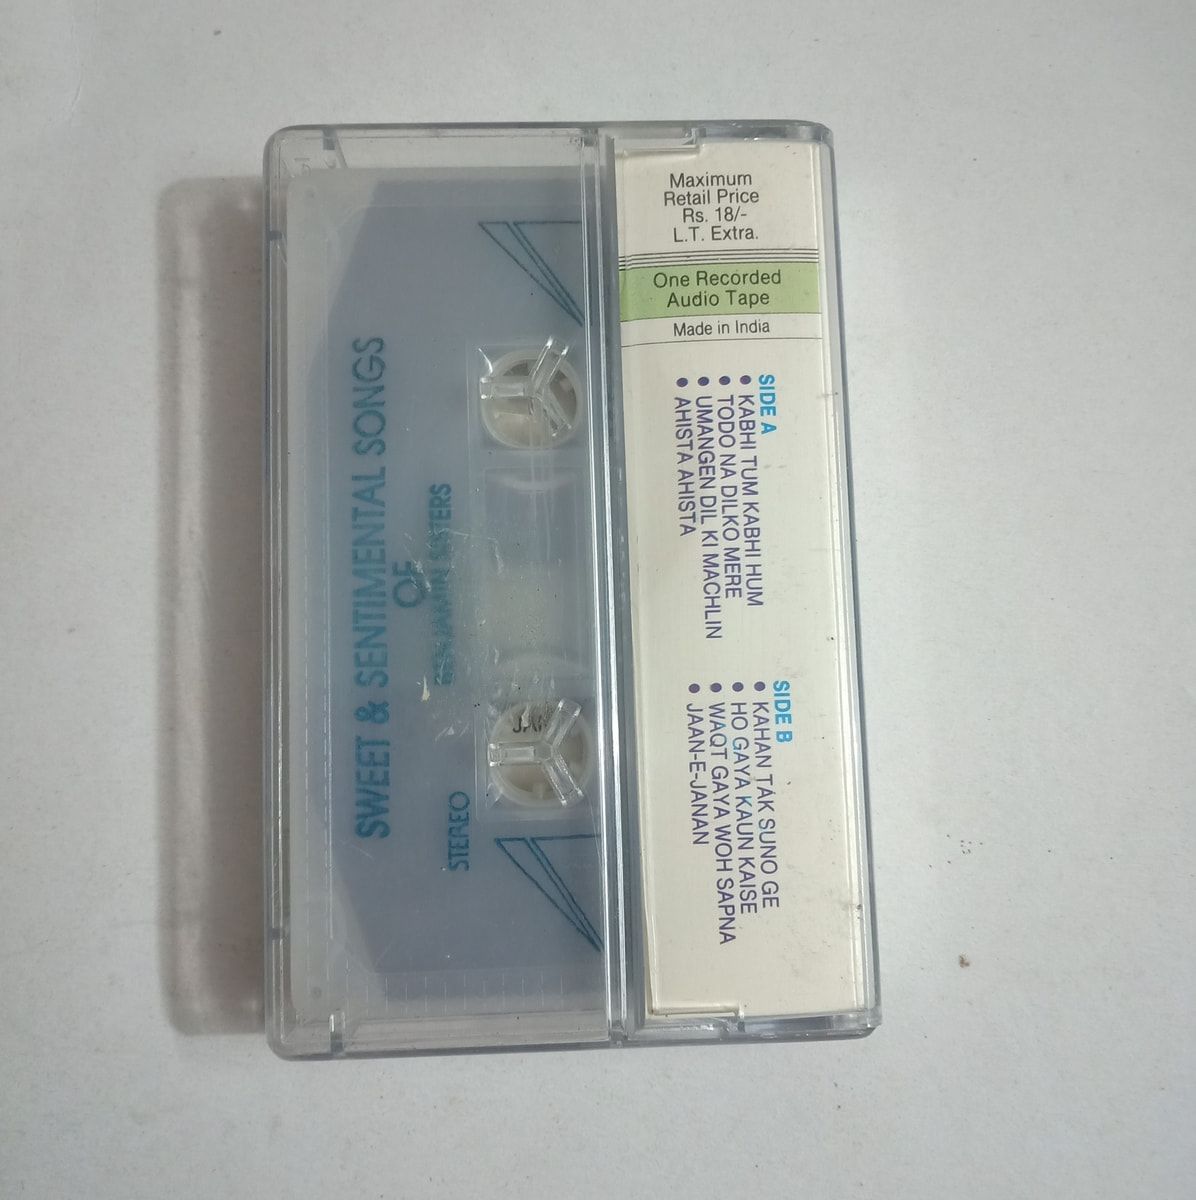 Maximum
Retail Price
Rs. 18/-
L.T. Extra.
One Recorded
Audio Tape
Made in India
SIDE A
• KABHI TUM KABHI HUM
• TODO NA DILKO MERE
• UMANGEN DIL KI MACHLIN
• AHISTA AHISTA
SIDE B
• KAHAN TAK SUNO GE
• HO GAYA KAUN KAISE
• WAQT GAYA WOH SAPNA
• JAAN-E-JANAN
SWEET & SENTIMENTAL SONGS
OF
BENJAMIN SISTERS
STEREO